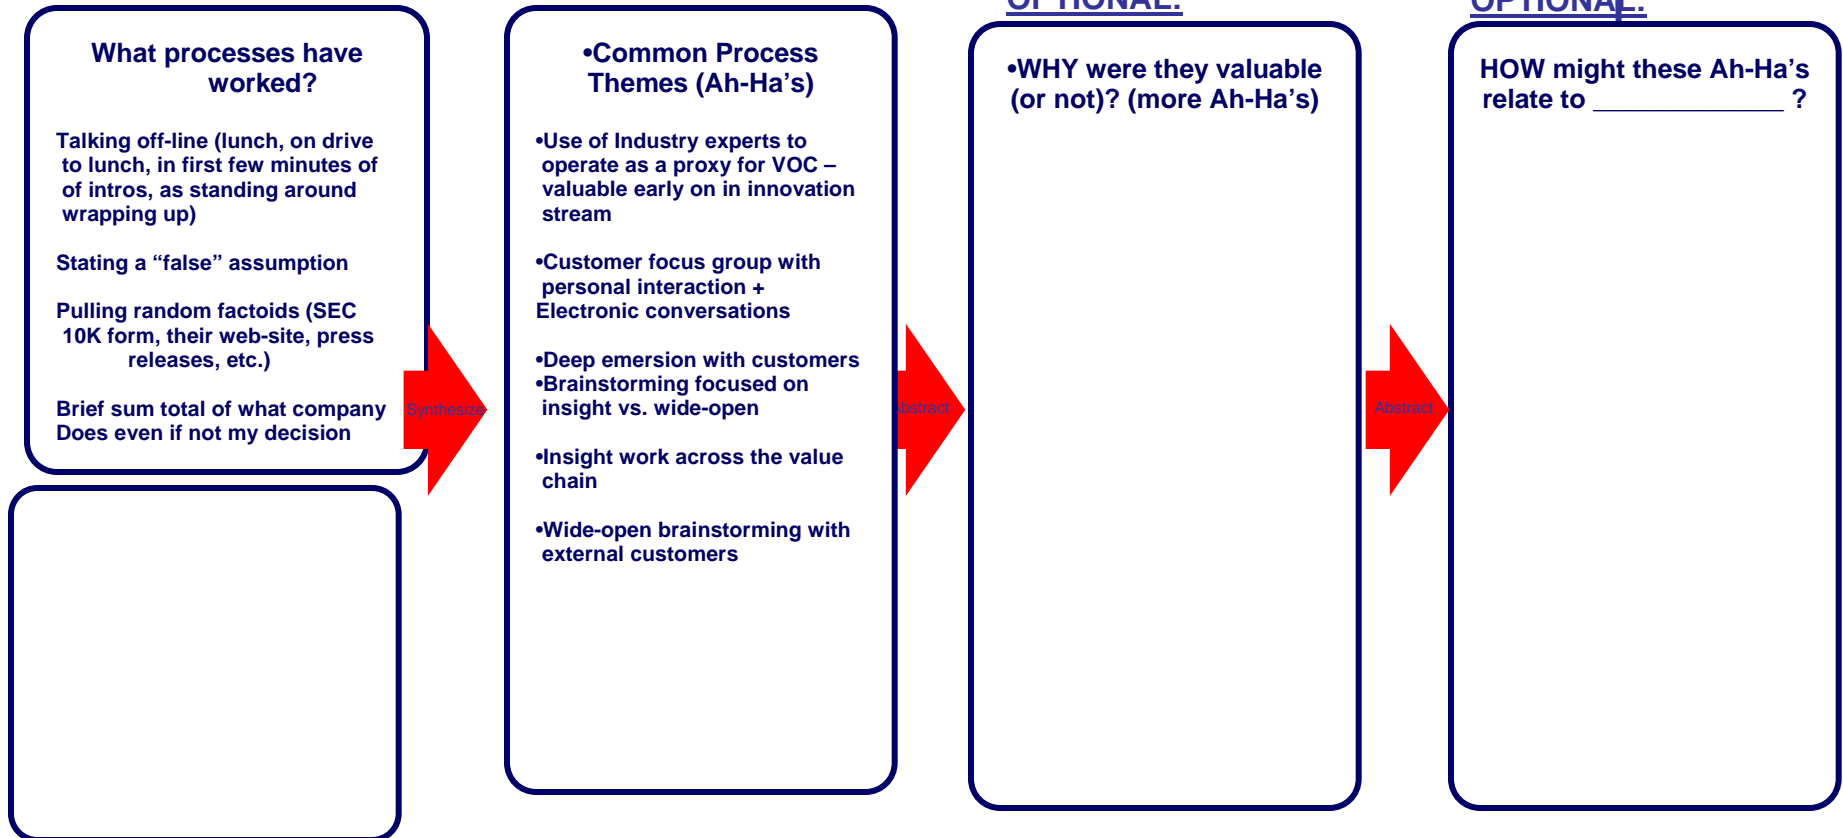 What processes have
worked?
Talking off-line (lunch, on drive
to lunch, in first few minutes of
of intros, as standing around
wrapping up)
Stating a “false” assumption
Pulling random factoids (SEC
10K form, their web-site, press
releases, etc.)
Brief sum total of what company
Does even if not my decision
Synthesize
•Common Process
Themes (Ah-Ha’s)
•Use of Industry experts to
operate as a proxy for VOC –
valuable early on in innovation
stream
•Customer focus group with
personal interaction +
Electronic conversations
•Deep emersion with customers
•Brainstorming focused on
insight vs. wide-open
•Insight work across the value
chain
•Wide-open brainstorming with
external customers
Abstract
OPTIONAL:
•WHY were they valuable
(or not)? (more Ah-Ha’s)
Abstract
OPTIONAL:
HOW might these Ah-Ha’s
relate to _____________ ?